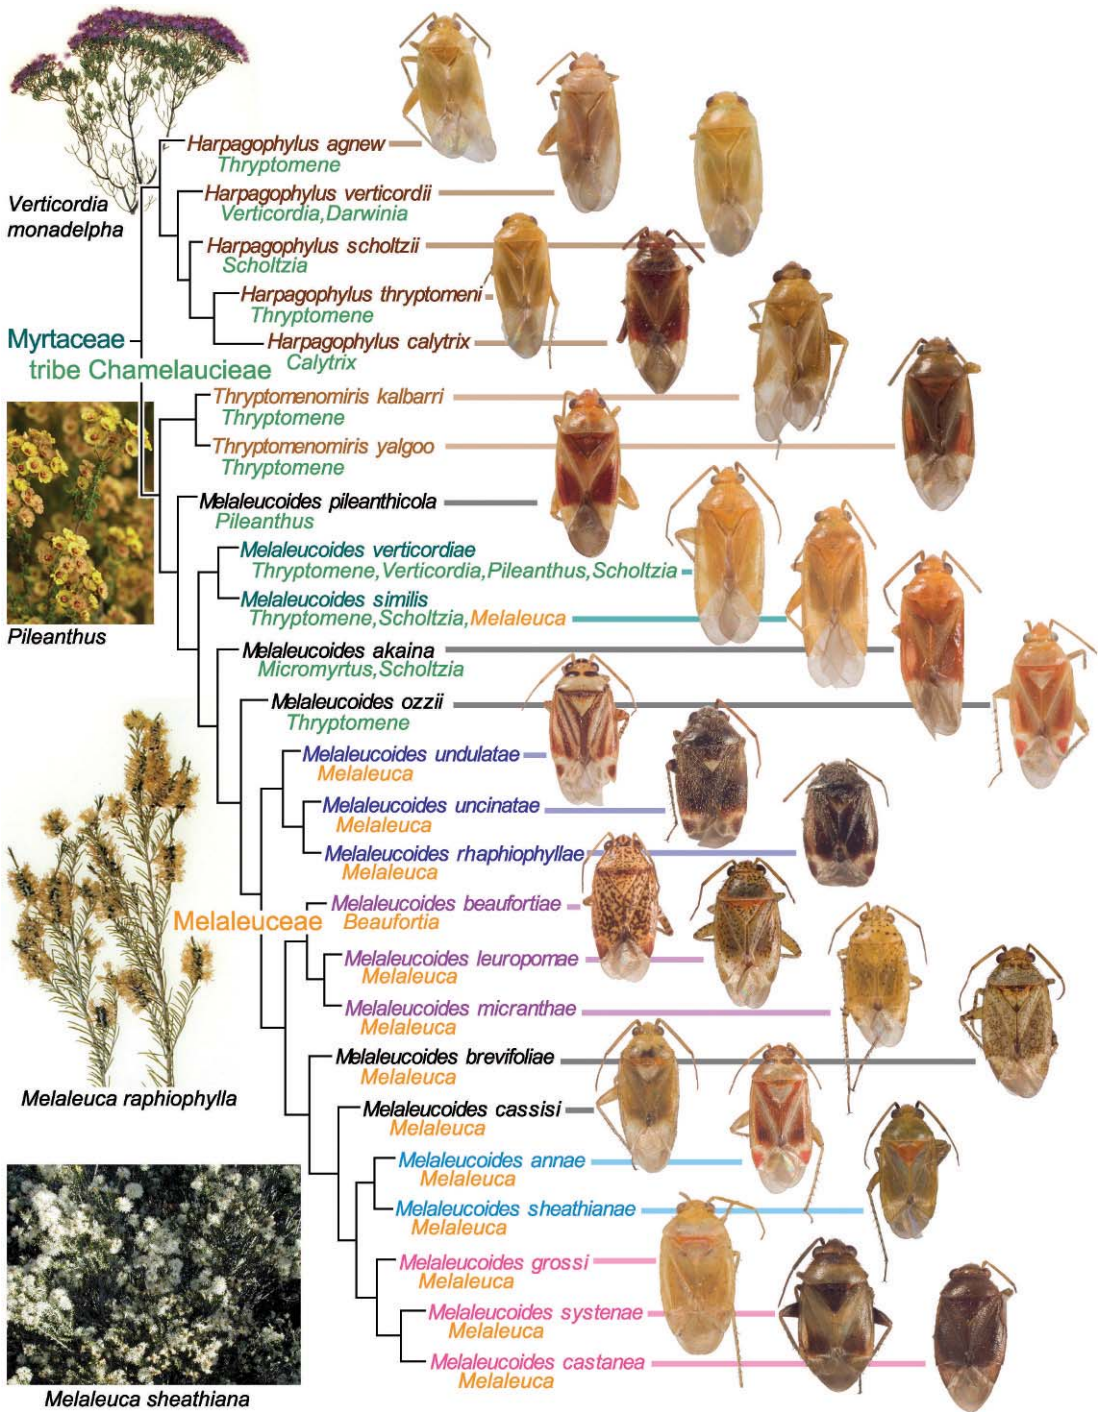 Harpagophylus agnew
Thryptomene
Harpagophylus verticordii
Verticordia, Darwinia
Verticordia
monadelpha
Harpagophylus scholtzii
Scholtzia
Harpagophylus thryptomeni
Thryptomene
Harpagophylus calytrix
Calytrix
Myrtaceae
tribe Chamelaucieae
Thryptomenomiris kalbarri
Thryptomene
Thryptomenomiris yalgoo
Thryptomene
Melaleucoides pileanthicola
Pileanthus
Melaleucoides verticordiae
Thryptomene, Verticordia, Pileanthus, Scholtzia
Melaleucoides similis
Thryptomene, Scholtzia, Melaleuca
Pileanthus
Melaleucoides akaina
Micromyrtus, Scholtzia
Melaleucoides ozzii
Thryptomene
Melaleucoides undulatae
Melaleuca
Melaleucoides uncinatae
Melaleuca
Melaleucoides rhaphiophyllae
Melaleuca
Melaleucoides beaufortiae
Beaufortia
Melaleuceae
Melaleucoides leuropomae
Melaleuca
Melaleucoides micranthae
Melaleuca
Melaleucoides brevifoliae
Melaleuca
Melaleuca raphiophylla
Melaleucoides cassisi
Melaleuca
Melaleucoides annae
Melaleuca
Melaleucoides sheathianae
Melaleuca
Melaleucoides grossi
Melaleuca
Melaleucoides systenae
Melaleuca
Melaleucoides castanea
Melaleuca
Melaleuca sheathiana